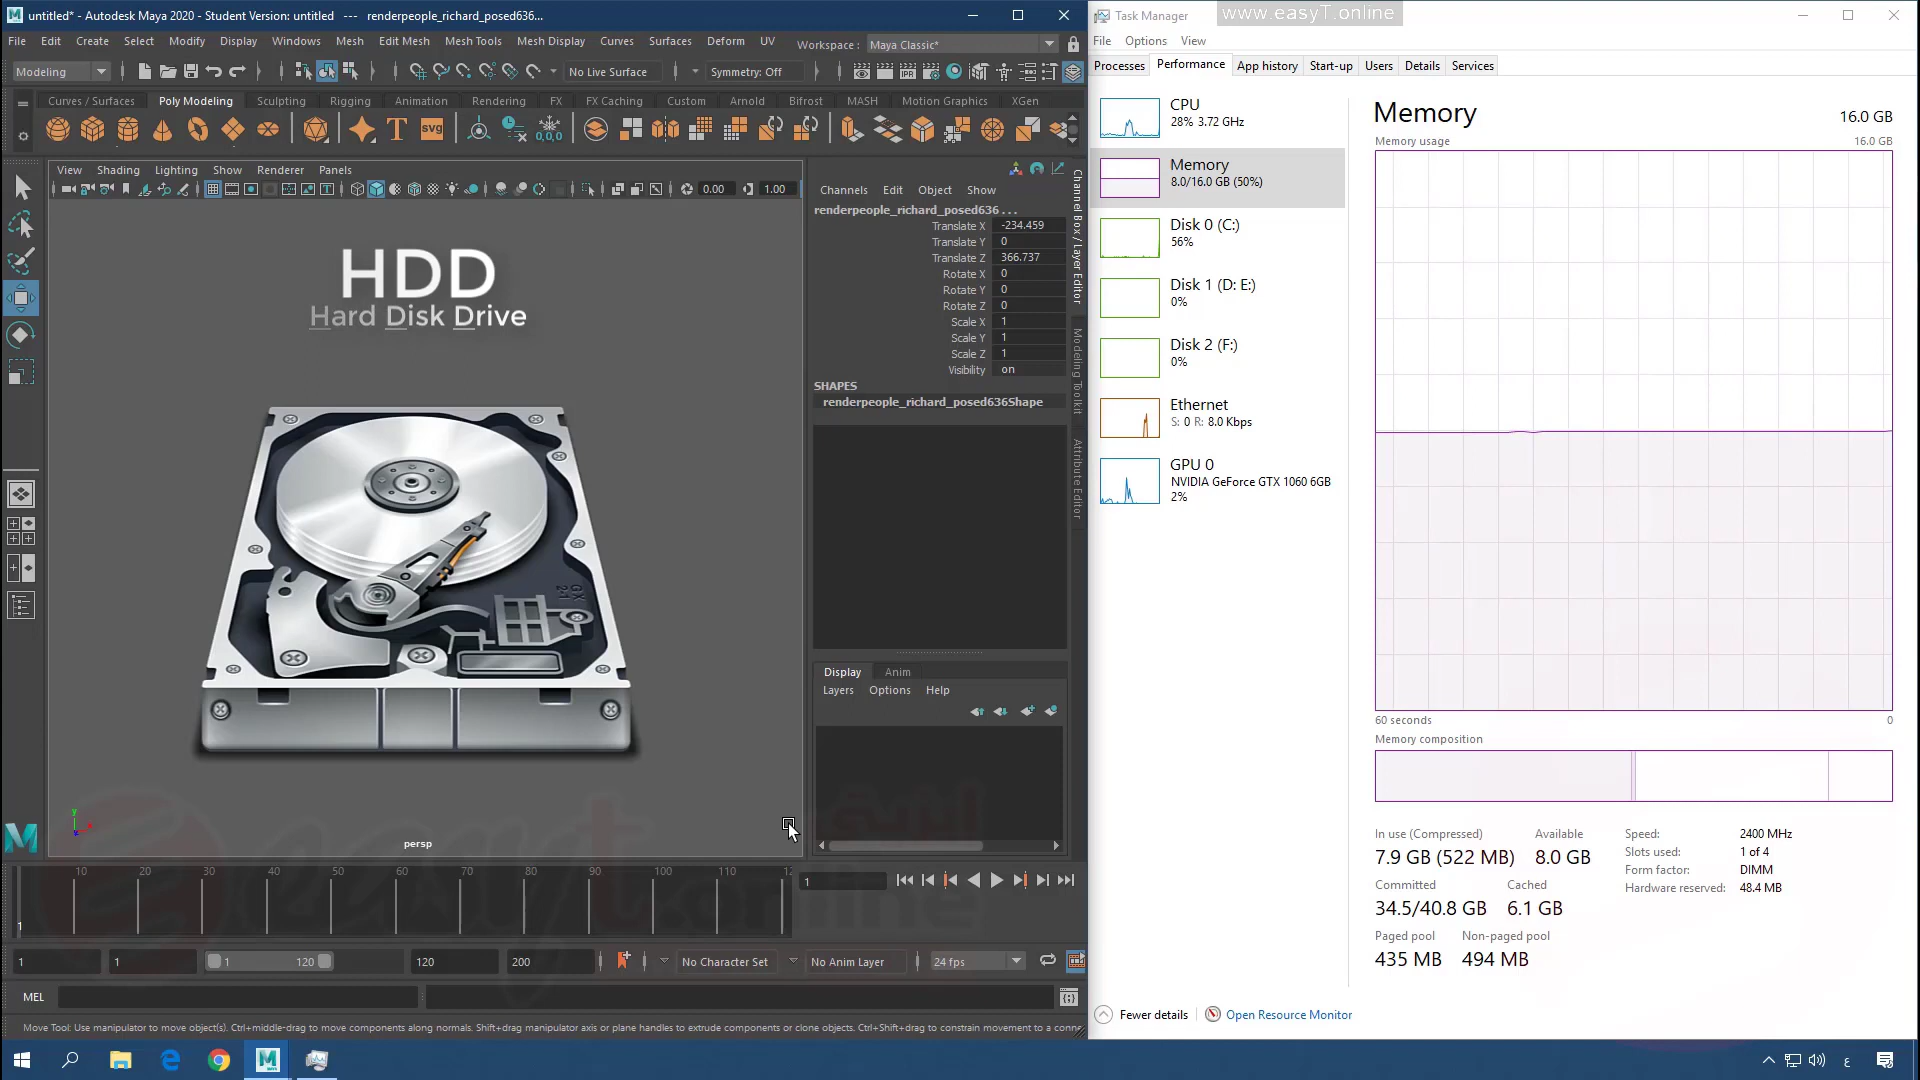 untitled* - Autodesk Maya 2020 - Student Version: untitled --- renderpeople_richard_posed636...
File Edit Create Select Modify Display Windows Mesh Edit Mesh Mesh Tools Mesh Display Curves Surfaces Deform UV Workspace : Maya Classic*
Modeling No Live Surface Symmetry: Off
Curves / Surfaces Poly Modeling Sculpting Rigging Animation Rendering FX FX Caching Custom Arnold Bifrost MASH Motion Graphics XGen
View Shading Lighting Show Renderer Panels
0.00 1.00
HDD
Hard Disk Drive
persp
Channels Edit Object Show
renderpeople_richard_posed636 . . .
Translate X -234.459
Translate Y 0
Translate Z 366.737
Rotate X 0
Rotate Y 0
Rotate Z 0
Scale X 1
Scale Y 1
Scale Z 1
Visibility on
SHAPES
renderpeople_richard_posed636Shape
Channel Box / Layer Editor
Modeling Toolkit
Attribute Editor
Display Anim
Layers Options Help
10 20 30 40 50 60 70 80 90 100 110 12
1
1
1 1 1 120 120 200 No Character Set No Anim Layer 24 fps
MEL
Move Tool: Use manipulator to move object(s). Ctrl+middle-drag to move components along normals. Shift+drag manipulator axis or plane handles to extrude components or clone objects. Ctrl+Shift+drag to constrain movement to a conne
Task Manager
www.easyT.online
File Options View
Processes Performance App history Start-up Users Details Services
CPU
28% 3.72 GHz
Memory
8.0/16.0 GB (50%)
Disk 0 (C:)
56%
Disk 1 (D: E:)
0%
Disk 2 (F:)
0%
Ethernet
S: 0 R: 8.0 Kbps
GPU 0
NVIDIA GeForce GTX 1060 6GB
2%
Memory 16.0 GB
Memory usage 16.0 GB
60 seconds 0
Memory composition
In use (Compressed) Available
7.9 GB (522 MB) 8.0 GB
Committed Cached
34.5/40.8 GB 6.1 GB
Paged pool Non-paged pool
435 MB 494 MB
Speed: 2400 MHz
Slots used: 1 of 4
Form factor: DIMM
Hardware reserved: 48.4 MB
Fewer details Open Resource Monitor
ع